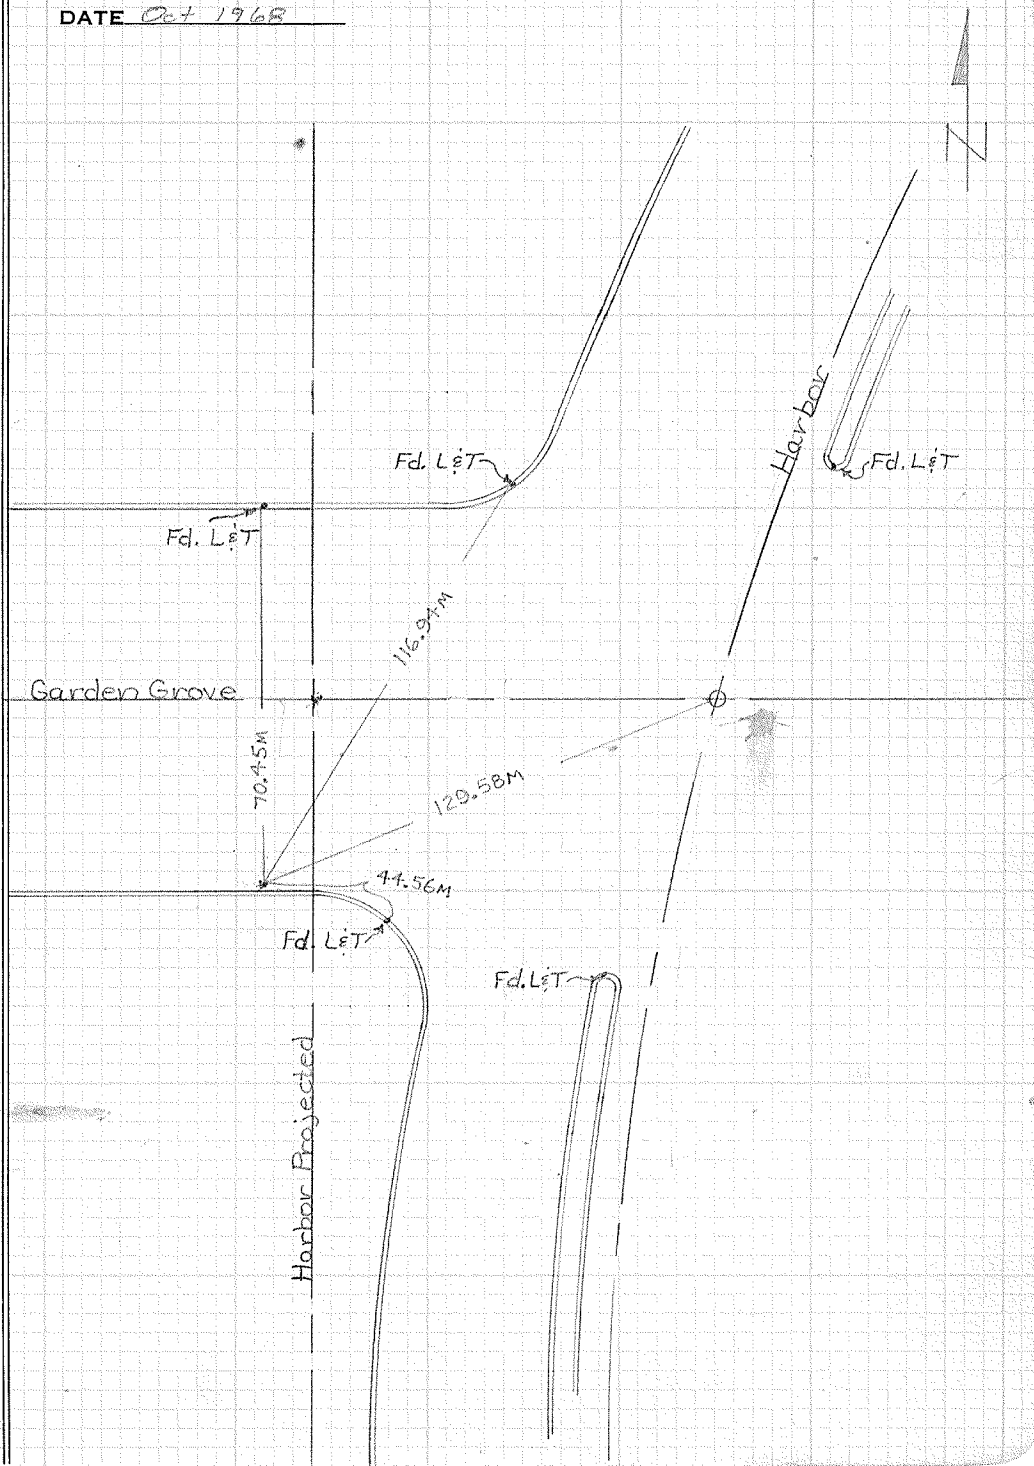 DATE Oct 1968
N
Harbor
Fd. L&T
Fd. L&T
Fd. L&T
116.94M
Garden Grove
70.45M
129.58M
44.56M
Fd. L&T
Fd. L&T
Harbor Projected